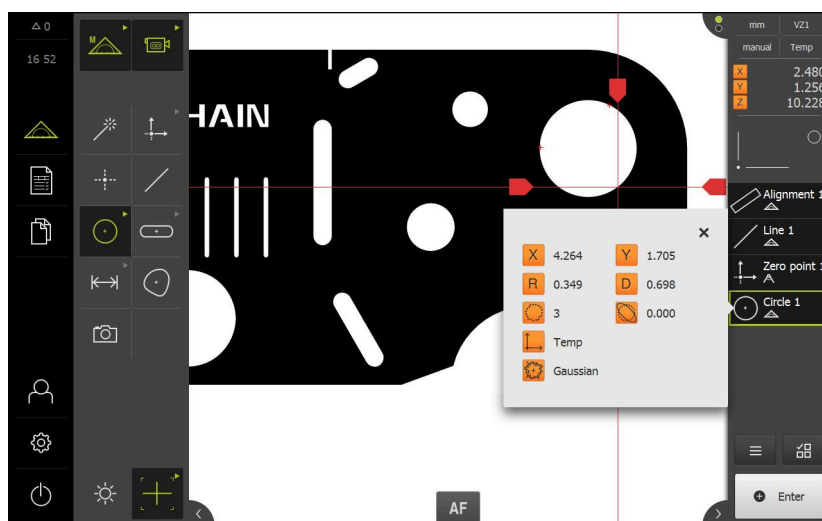 △ 0
16 52
M
HAIN
mm VZ1
manual Temp
X 2.480
Y 1.256
Z 10.228
Alignment 1
Line 1
Zero point 1
Circle 1
X 4.264 Y 1.705
R 0.349 D 0.698
3 0.000
Temp
Gaussian
AF
Enter